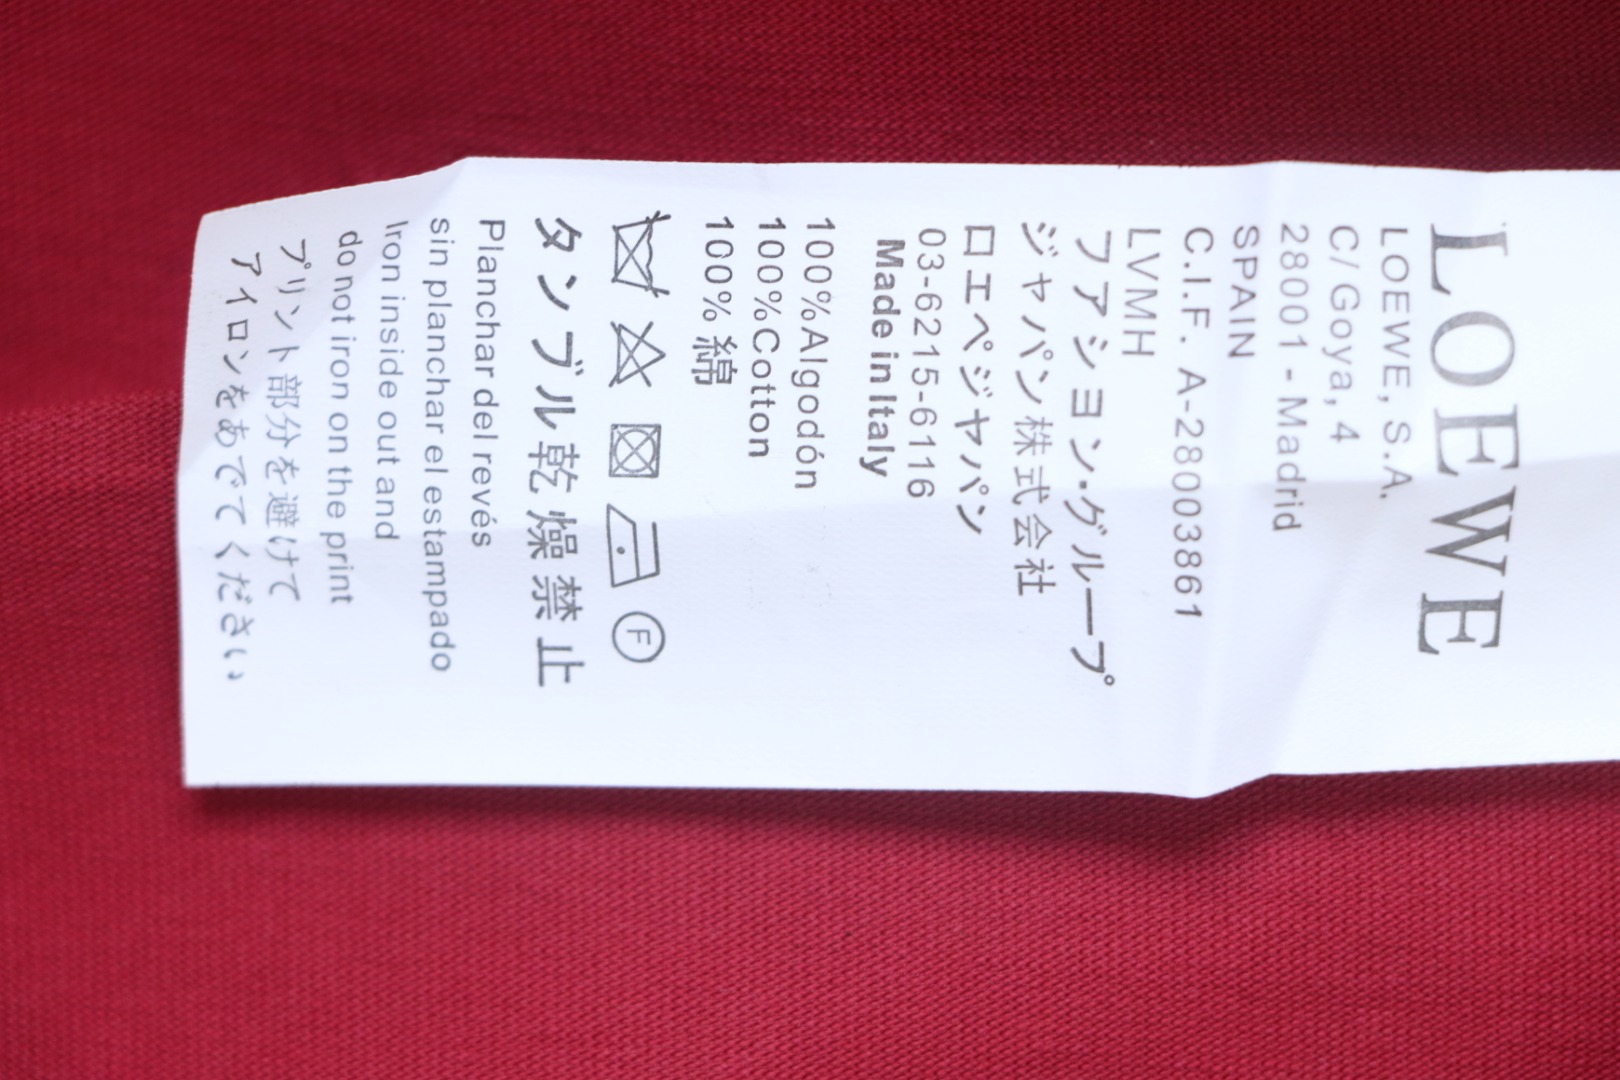 LOEWE
LOEWE, S.A.
C/ Goya, 4
28001 - Madrid
SPAIN
C.I.F. A-28003861
LVMH
ファション・グループ
ジャパン株式会社
ロエベジャパン
03-6215-6116
Made in Italy
100%Algodón
100%Cotton
100%綿
F
タンブル乾燥禁止
Planchar del revés
sin planchar el estampado
Iron inside out and
do not iron on the print
プリント部分を避けて
アイロンをあててください